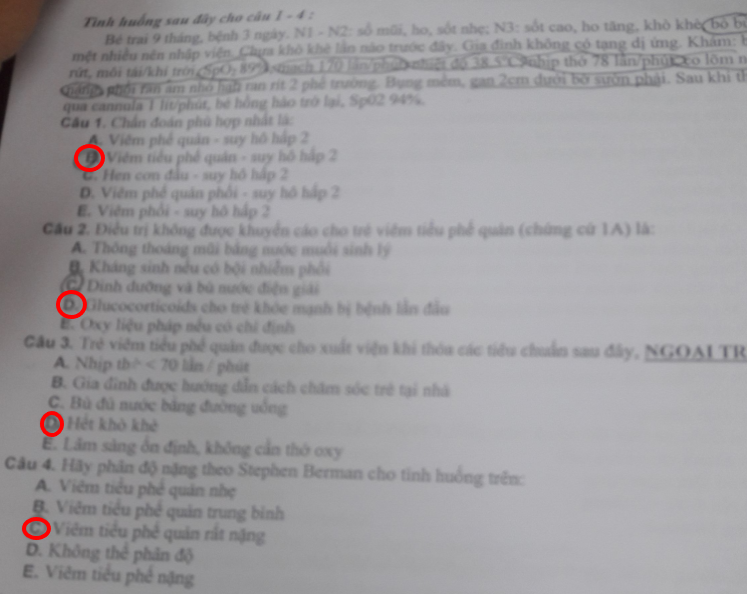 Tình huống sau đây cho câu 1 - 4 :
Bé trai 9 tháng, bệnh 3 ngày. N1 - N2: sổ mũi, ho, sốt nhẹ; N3: sốt cao, ho tăng, khò khè, bỏ b
mệt nhiều nên nhập viện. Chưa khò khè lần nào trước đây. Gia đình không có tạng dị ứng. Khám:
rút, môi tái/khí trời, SpO2 89%, mạch 170 lần/phút, nhiệt độ 38.5°C, nhịp thở 78 lần/phút, co lõm n
phổi ran ẩm nhỏ hạt ran rít 2 phế trường. Bụng mềm, gan 2cm dưới bờ sườn phải. Sau khi th
qua cannula 1 lít/phút, bé hồng hào trở lại, Sp02 94%.
Câu 1. Chẩn đoán phù hợp nhất là:
A. Viêm phế quản - suy hô hấp 2
B. Viêm tiểu phế quản - suy hô hấp 2
C. Hen cơn đầu - suy hô hấp 2
D. Viêm phế quản phổi - suy hô hấp 2
E. Viêm phổi - suy hô hấp 2
Câu 2. Điều trị không được khuyến cáo cho trẻ viêm tiểu phế quản (chứng cứ 1A) là:
A. Thông thoáng mũi bằng nước muối sinh lý
B. Kháng sinh nếu có bội nhiễm phổi
C. Dinh dưỡng và bù nước điện giải
D. Glucocorticoids cho trẻ khỏe mạnh bị bệnh lần đầu
E. Oxy liệu pháp nếu có chỉ định
Câu 3. Trẻ viêm tiểu phế quản được cho xuất viện khi thỏa các tiêu chuẩn sau đây, NGOẠI TR
A. Nhịp thở < 70 lần / phút
B. Gia đình được hướng dẫn cách chăm sóc trẻ tại nhà
C. Bù đủ nước bằng đường uống
D. Hết khò khè
E. Lâm sàng ổn định, không cần thở oxy
Câu 4. Hãy phân độ nặng theo Stephen Berman cho tình huống trên:
A. Viêm tiểu phế quản nhẹ
B. Viêm tiểu phế quản trung bình
C. Viêm tiểu phế quản rất nặng
D. Không thể phân độ
E. Viêm tiểu phế nặng